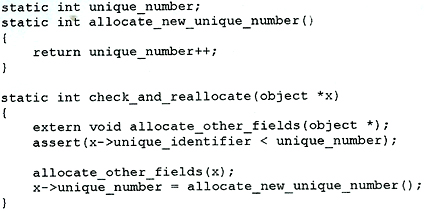 static int unique_number;
static int allocate_new_unique_number()
{
    return unique_number++;
}

static int check_and_reallocate(object *x)
{
    extern void allocate_other_fields(object *);
    assert(x->unique_identifier < unique_number);

    allocate_other_fields(x);
    x->unique_number = allocate_new_unique_number();
}